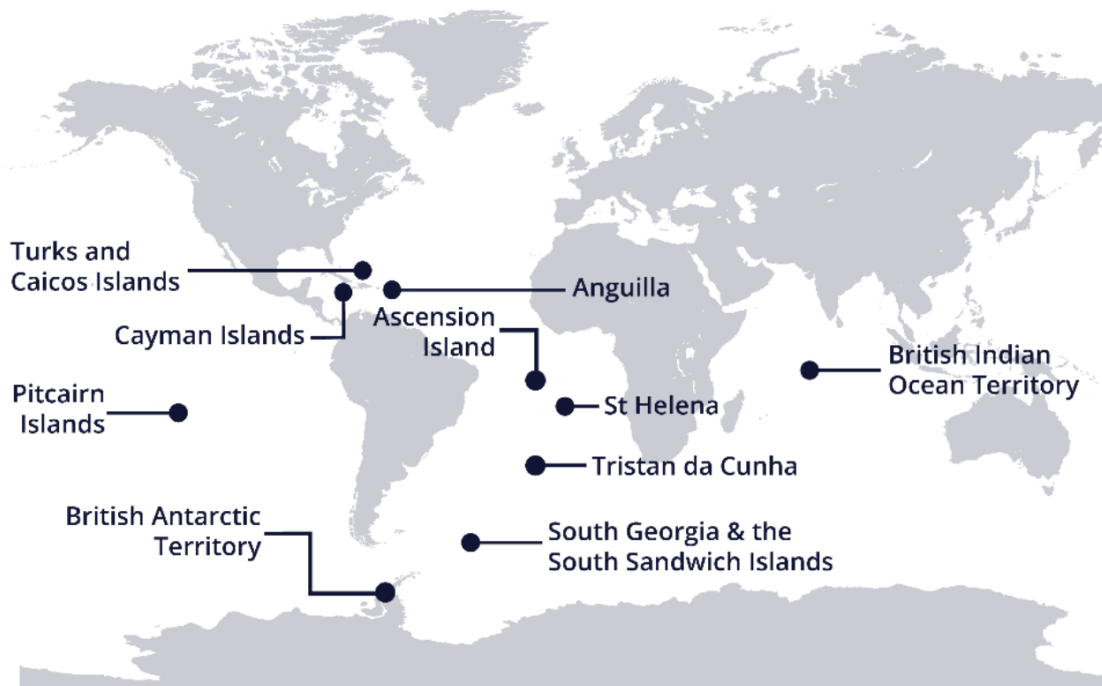 Turks and
Caicos Islands
Anguilla
Cayman Islands
Ascension
Island
British Indian
Ocean Territory
Pitcairn
Islands
St Helena
Tristan da Cunha
British Antarctic
Territory
South Georgia & the
South Sandwich Islands